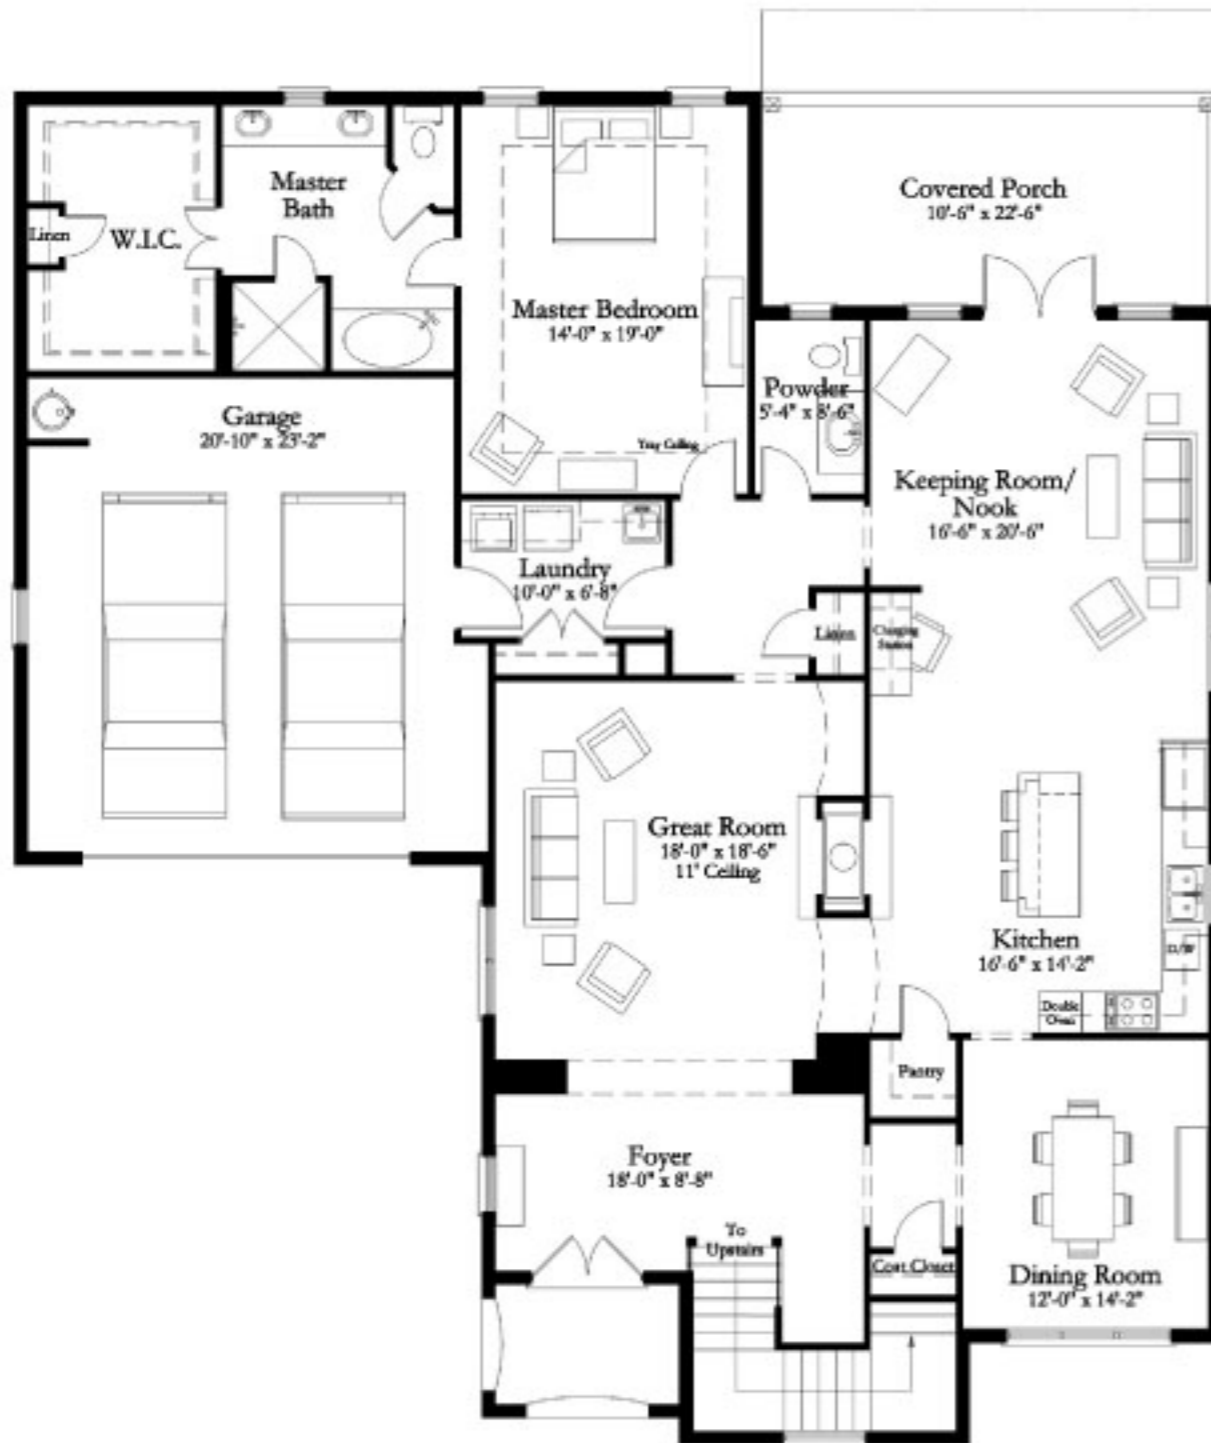 Covered Porch
10'-6" x 22'-6"
Master
Bath
Linen
W.I.C.
Master Bedroom
14'-0" x 19'-0"
Tray Ceiling
Powder
5'-4" x 8'-6"
Garage
20'-10" x 23'-2"
Keeping Room/
Nook
16'-6" x 20'-6"
Laundry
10'-0" x 6'-8"
Linen
Charging
Station
Great Room
18'-0" x 18'-6"
11' Ceiling
Kitchen
16'-6" x 14'-2"
D/W
Double
Oven
Pantry
Foyer
18'-0" x 8'-8"
To
Upstairs
Coat Closet
Dining Room
12'-0" x 14'-2"